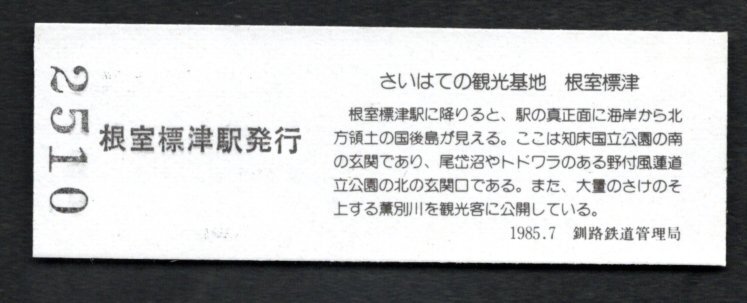 2510
根室標津駅発行
さいはての観光基地　根室標津
根室標津駅に降りると、駅の真正面に海岸から北
方領土の国後島が見える。ここは知床国立公園の南
の玄関であり、尾岱沼やトドワラのある野付風蓮道
立公園の北の玄関口である。また、大量のさけのそ
上する薫別川を観光客に公開している。
1985.7　釧路鉄道管理局